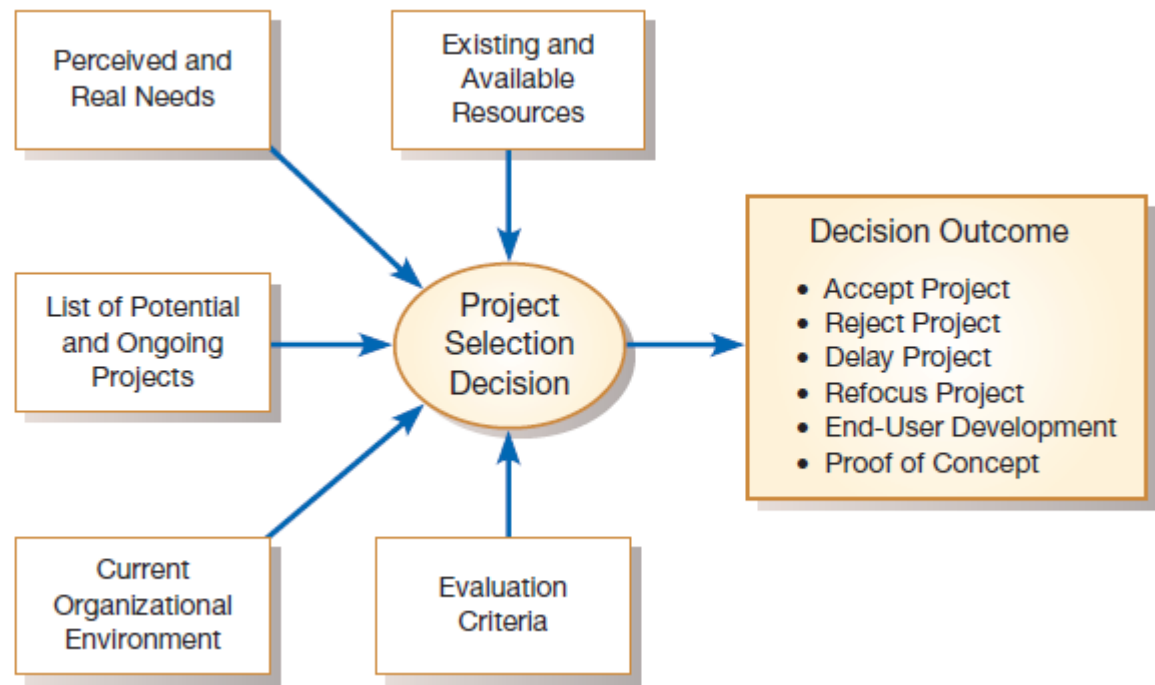 Perceived and
Real Needs
Existing and
Available
Resources
List of Potential
and Ongoing
Projects
Project
Selection
Decision
Decision Outcome
• Accept Project
• Reject Project
• Delay Project
• Refocus Project
• End-User Development
• Proof of Concept
Current
Organizational
Environment
Evaluation
Criteria